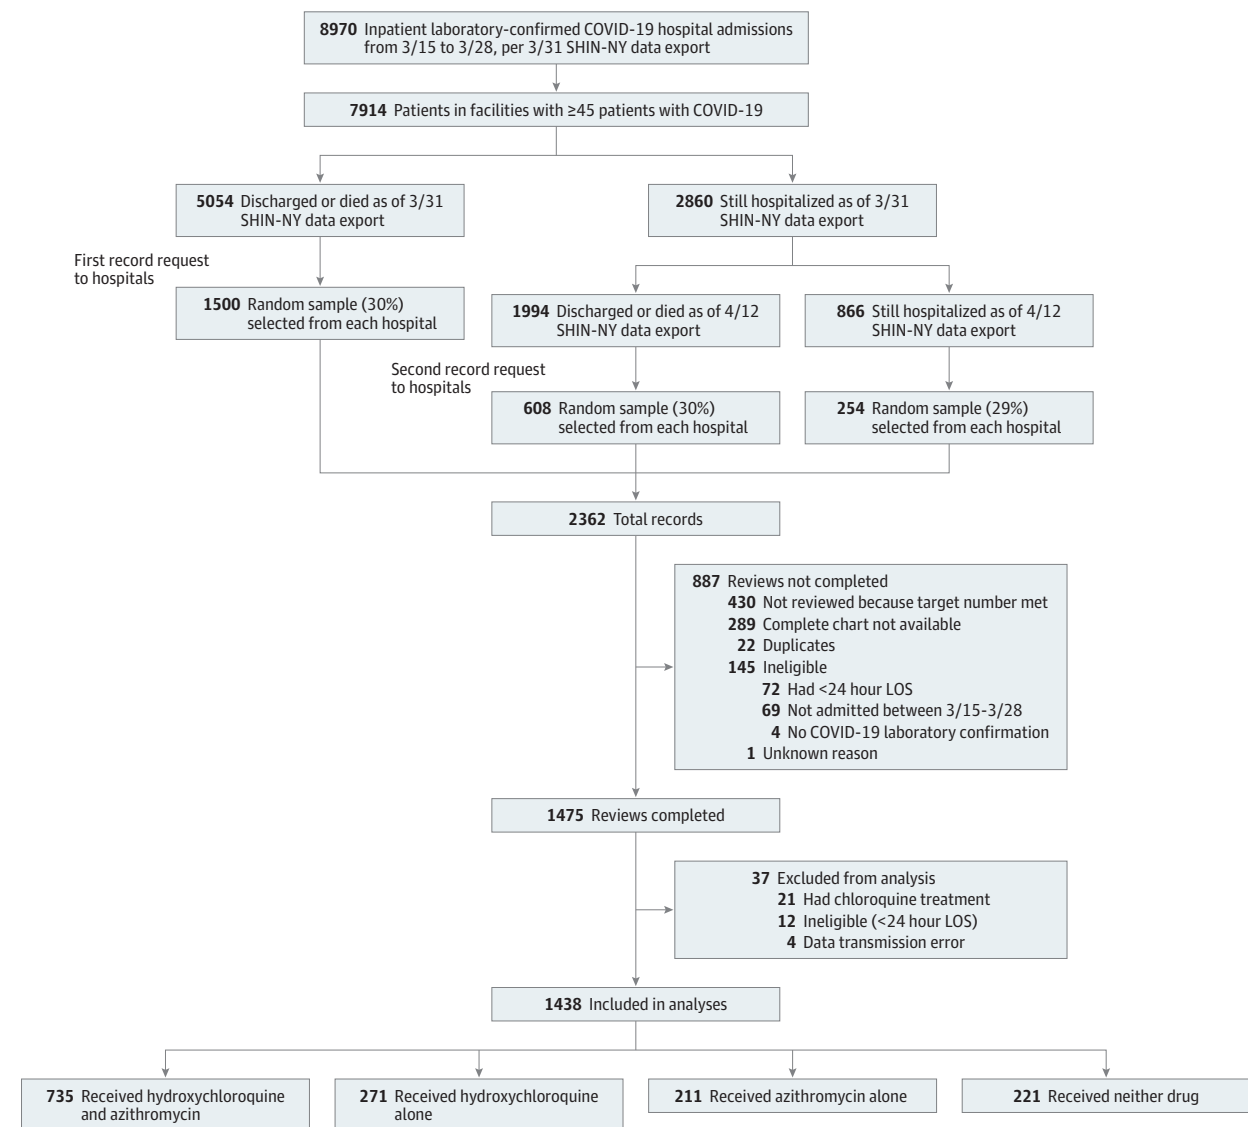 8970 Inpatient laboratory-confirmed COVID-19 hospital admissions
from 3/15 to 3/28, per 3/31 SHIN-NY data export
7914 Patients in facilities with ≥45 patients with COVID-19
5054 Discharged or died as of 3/31
SHIN-NY data export
2860 Still hospitalized as of 3/31
SHIN-NY data export
First record request
to hospitals
1500 Random sample (30%)
selected from each hospital
1994 Discharged or died as of 4/12
SHIN-NY data export
866 Still hospitalized as of 4/12
SHIN-NY data export
Second record request
to hospitals
608 Random sample (30%)
selected from each hospital
254 Random sample (29%)
selected from each hospital
2362 Total records
887 Reviews not completed
430 Not reviewed because target number met
289 Complete chart not available
22 Duplicates
145 Ineligible
72 Had <24 hour LOS
69 Not admitted between 3/15-3/28
4 No COVID-19 laboratory confirmation
1 Unknown reason
1475 Reviews completed
37 Excluded from analysis
21 Had chloroquine treatment
12 Ineligible (<24 hour LOS)
4 Data transmission error
1438 Included in analyses
735 Received hydroxychloroquine
and azithromycin
271 Received hydroxychloroquine
alone
211 Received azithromycin alone
221 Received neither drug